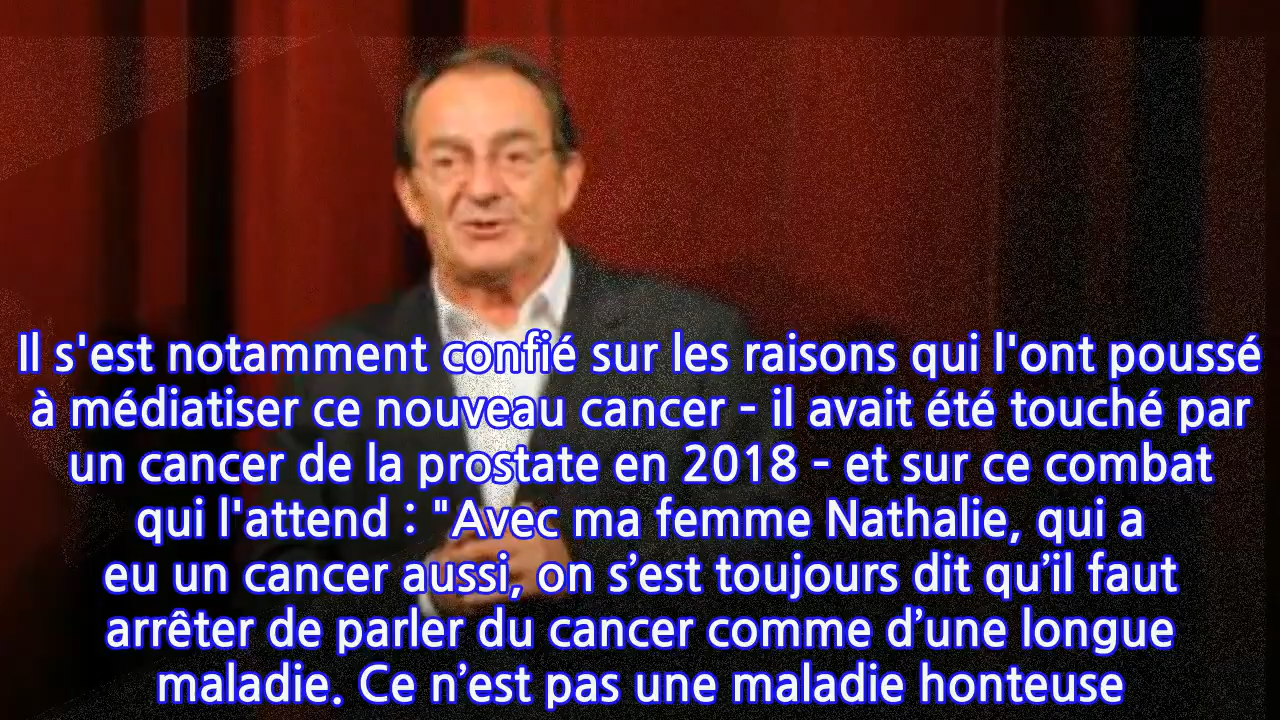 Il s'est notamment confié sur les raisons qui l'ont poussé
à médiatiser ce nouveau cancer - il avait été touché par
un cancer de la prostate en 2018 - et sur ce combat
qui l'attend : "Avec ma femme Nathalie, qui a
eu un cancer aussi, on s’est toujours dit qu’il faut
arrêter de parler du cancer comme d’une longue
maladie. Ce n’est pas une maladie honteuse